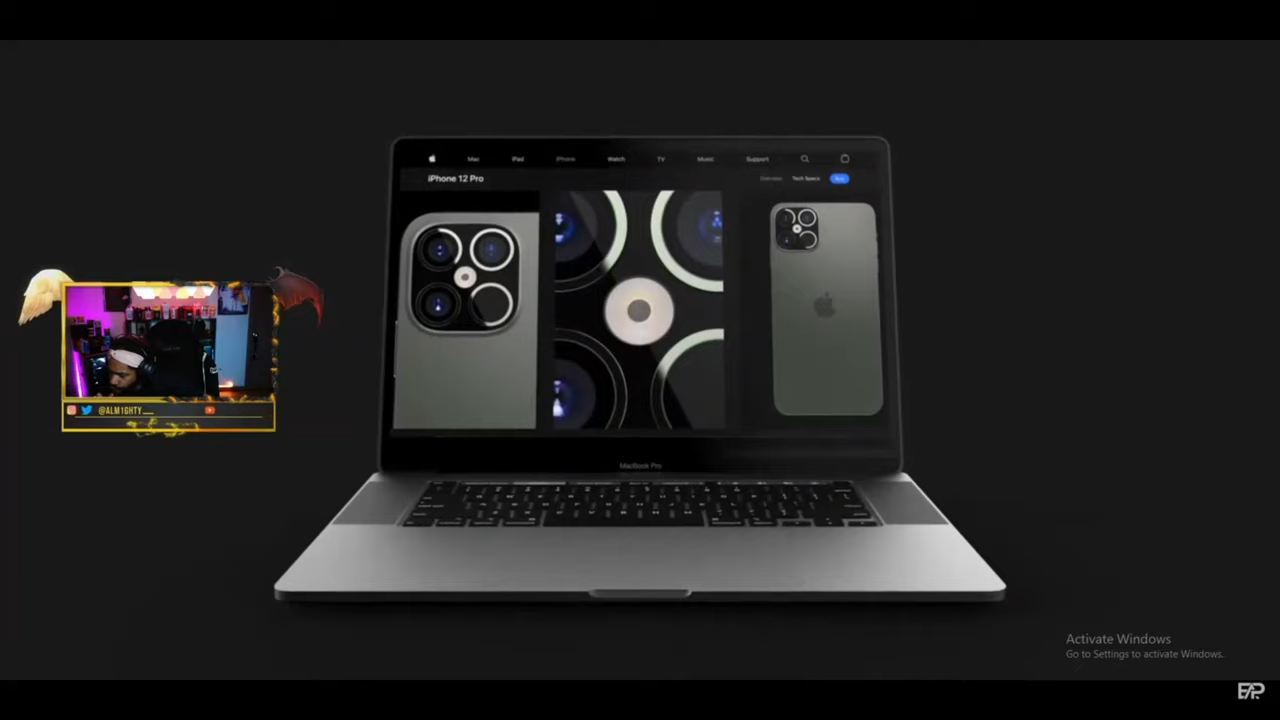 Mac iPad iPhone Watch TV Music Support
iPhone 12 Pro
Overview Tech Specs Buy
@ALM1GHTY__
MacBook Pro
Activate Windows
Go to Settings to activate Windows.
EAP